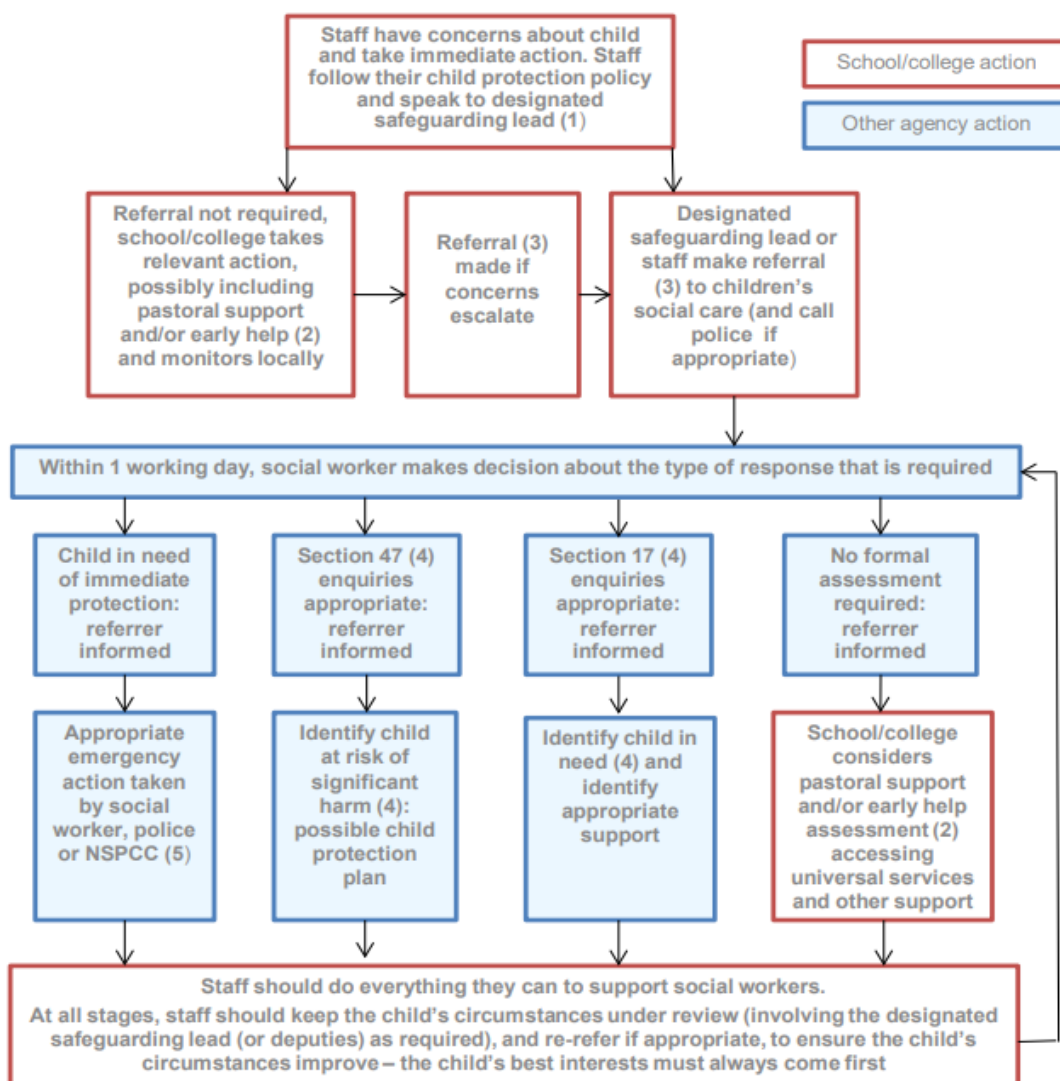 Staff have concerns about child
and take immediate action. Staff
follow their child protection policy
and speak to designated
safeguarding lead (1)
School/college action
Other agency action
Referral not required,
school/college takes
relevant action,
possibly including
pastoral support
and/or early help (2)
and monitors locally
Referral (3)
made if
concerns
escalate
Designated
safeguarding lead or
staff make referral
(3) to children’s
social care (and call
police if
appropriate)
Within 1 working day, social worker makes decision about the type of response that is required
Child in need
of immediate
protection:
referrer
informed
Section 47 (4)
enquiries
appropriate:
referrer
informed
Section 17 (4)
enquiries
appropriate:
referrer
informed
No formal
assessment
required:
referrer
informed
Appropriate
emergency
action taken
by social
worker, police
or NSPCC (5)
Identify child
at risk of
significant
harm (4):
possible child
protection
plan
Identify child in
need (4) and
identify
appropriate
support
School/college
considers
pastoral support
and/or early help
assessment (2)
accessing
universal services
and other support
Staff should do everything they can to support social workers.
At all stages, staff should keep the child’s circumstances under review (involving the designated
safeguarding lead (or deputies) as required), and re-refer if appropriate, to ensure the child’s
circumstances improve – the child’s best interests must always come first